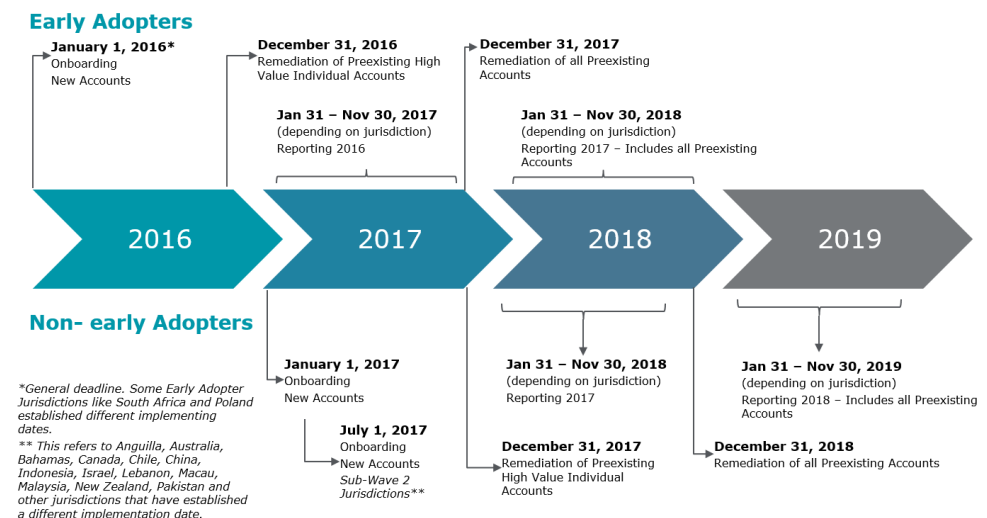 Early Adopters
January 1, 2016*
Onboarding
New Accounts
December 31, 2016
Remediation of Preexisting High
Value Individual Accounts
December 31, 2017
Remediation of all Preexisting
Accounts
Jan 31 – Nov 30, 2017
(depending on jurisdiction)
Reporting 2016
Jan 31 – Nov 30, 2018
(depending on jurisdiction)
Reporting 2017 – Includes all Preexisting
Accounts
2016
2017
2018
2019
Non- early Adopters
January 1, 2017
Onboarding
New Accounts
July 1, 2017
Onboarding
New Accounts
Sub-Wave 2
Jurisdictions**
Jan 31 – Nov 30, 2018
(depending on jurisdiction)
Reporting 2017
December 31, 2017
Remediation of Preexisting
High Value Individual
Accounts
Jan 31 – Nov 30, 2019
(depending on jurisdiction)
Reporting 2018 – Includes all Preexisting
Accounts
December 31, 2018
Remediation of all Preexisting Accounts
*General deadline. Some Early Adopter
Jurisdictions like South Africa and Poland
established different implementing
dates.
** This refers to Anguilla, Australia,
Bahamas, Canada, Chile, China,
Indonesia, Israel, Lebanon, Macau,
Malaysia, New Zealand, Pakistan and
other jurisdictions that have established
a different implementation date.